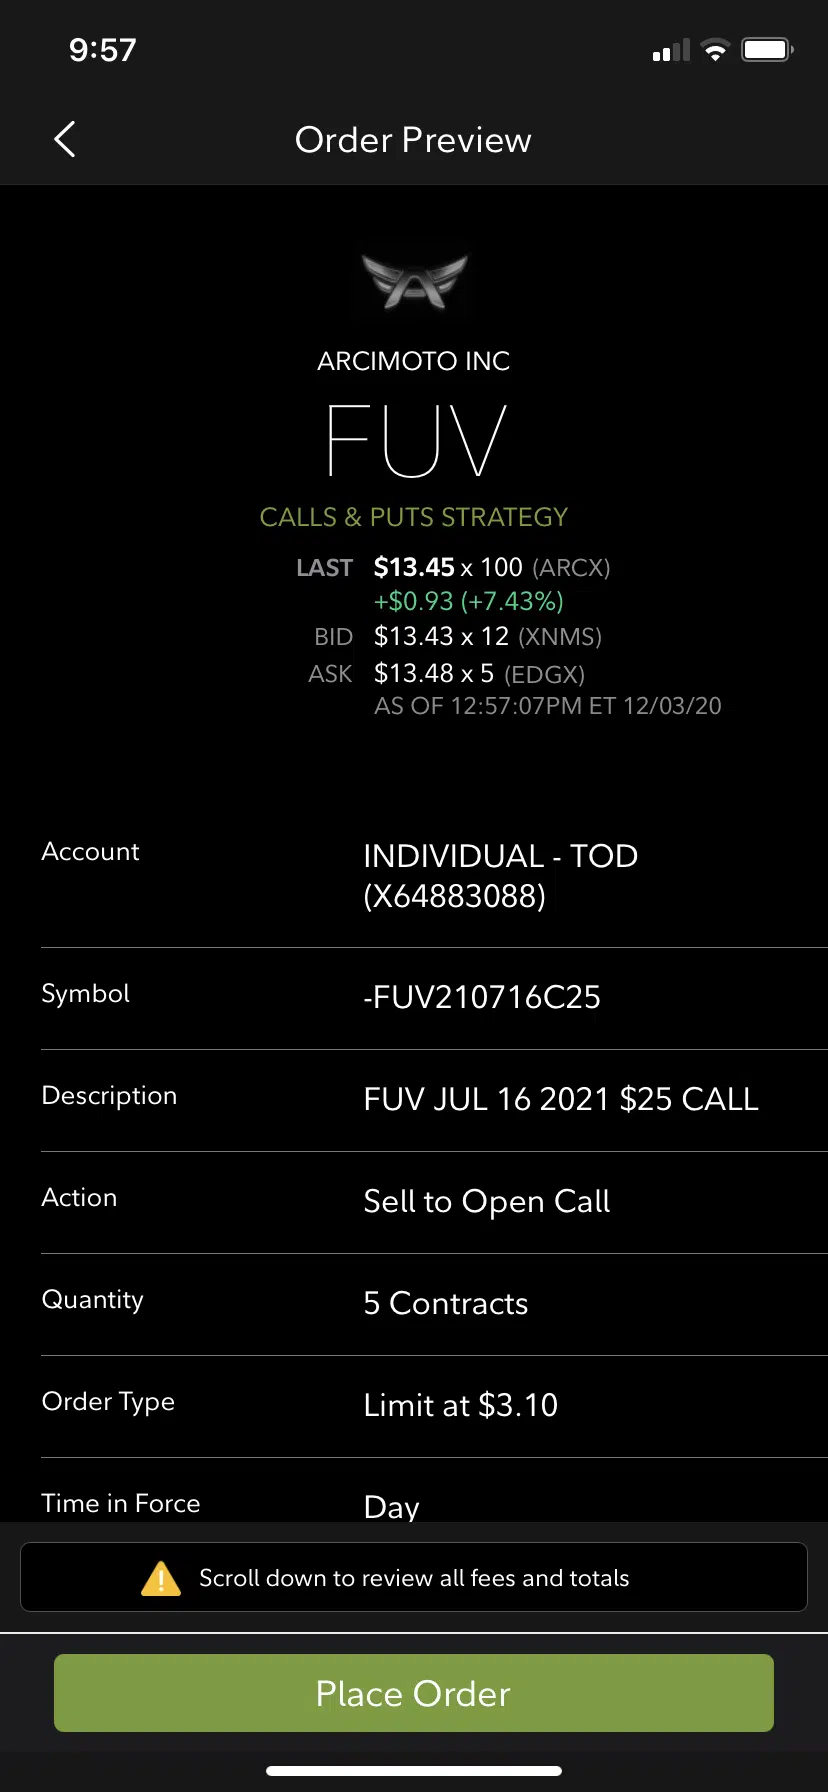 9:57
Order Preview
ARCIMOTO INC
FUV
CALLS & PUTS STRATEGY
LAST $13.45 x 100 (ARCX)
+$0.93 (+7.43%)
BID $13.43 x 12 (XNMS)
ASK $13.48 x 5 (EDGX)
AS OF 12:57:07PM ET 12/03/20
Account INDIVIDUAL - TOD
(X64883088)
Symbol -FUV210716C25
Description FUV JUL 16 2021 $25 CALL
Action Sell to Open Call
Quantity 5 Contracts
Order Type Limit at $3.10
Time in Force Day
Scroll down to review all fees and totals
Place Order